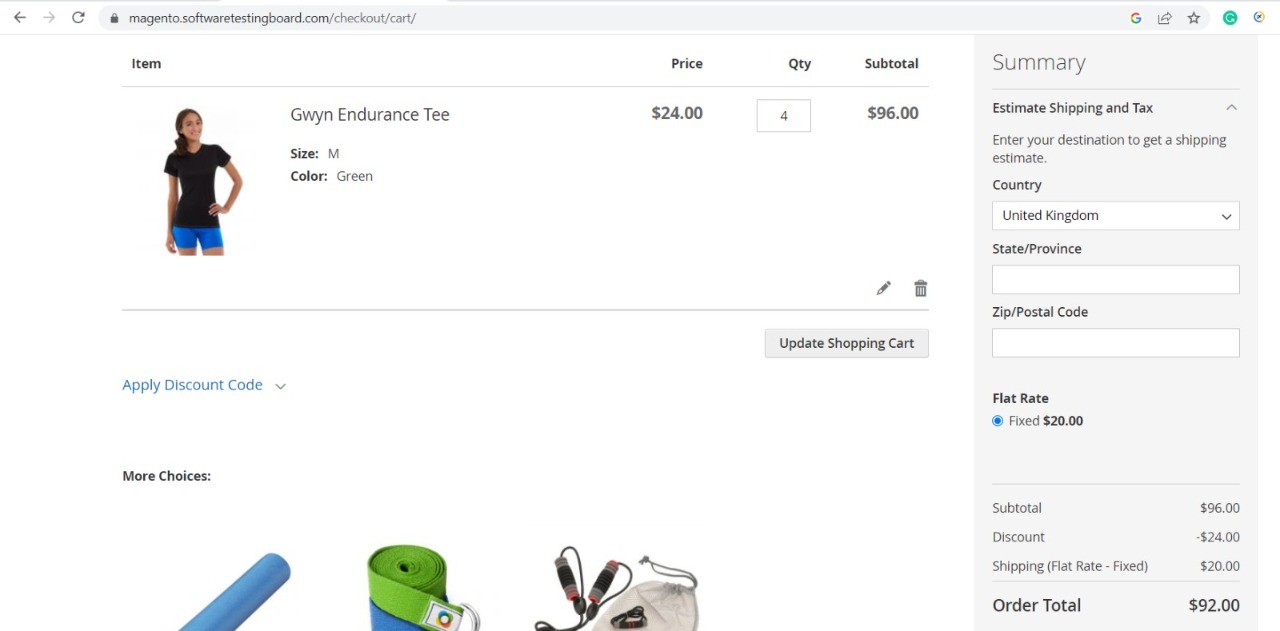 magento.softwaretestingboard.com/checkout/cart/
Item Price Qty Subtotal
Gwyn Endurance Tee $24.00 4 $96.00
Size: M
Color: Green
Update Shopping Cart
Apply Discount Code
More Choices:
Summary
Estimate Shipping and Tax
Enter your destination to get a shipping
estimate.
Country
United Kingdom
State/Province
Zip/Postal Code
Flat Rate
Fixed $20.00
Subtotal $96.00
Discount -$24.00
Shipping (Flat Rate - Fixed) $20.00
Order Total $92.00